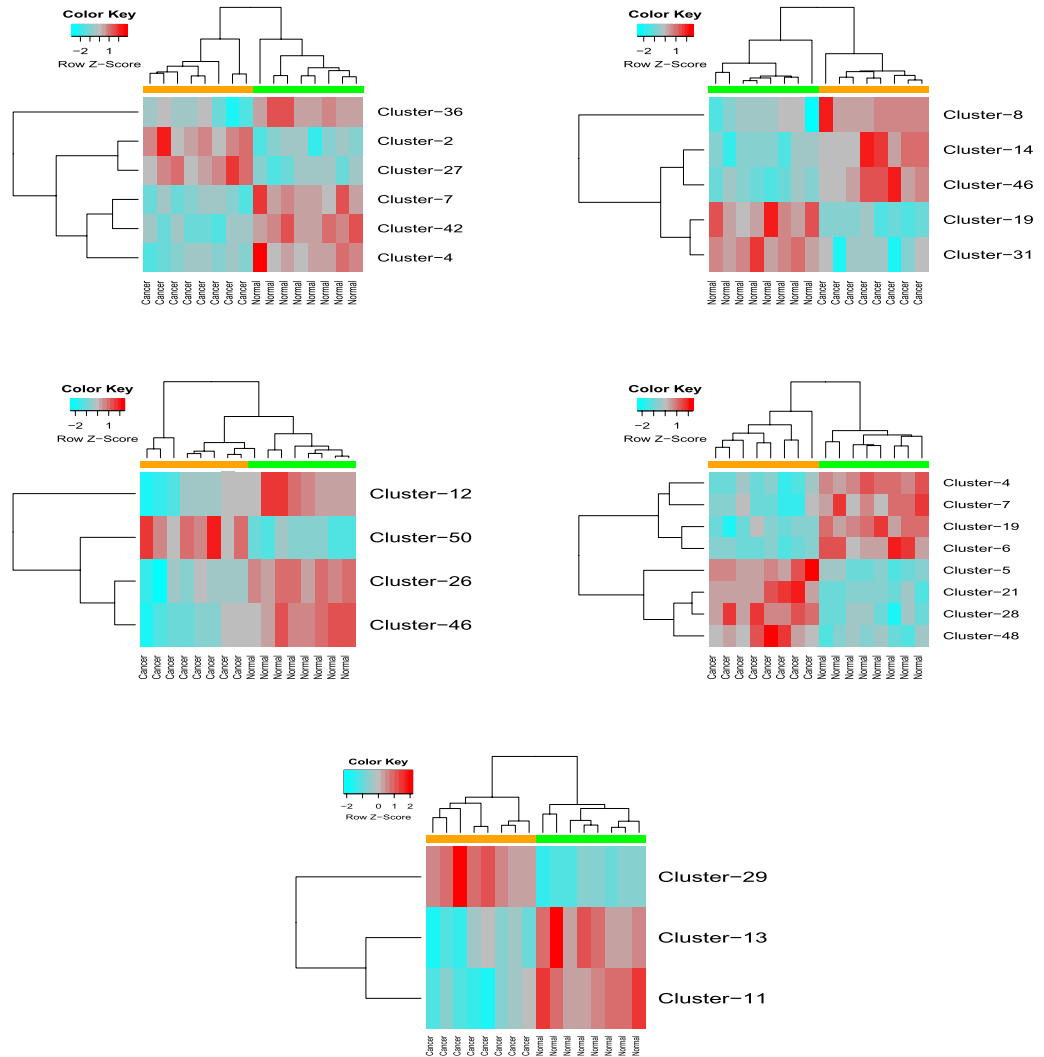 Color Key
−2 1
Row Z−Score
Cluster−36
Cluster−2
Cluster−27
Cluster−7
Cluster−42
Cluster−4
Cancer Cancer Cancer Cancer Cancer Cancer Cancer Cancer Normal Normal Normal Normal Normal Normal Normal Normal
Color Key
−2 1
Row Z−Score
Cluster−8
Cluster−14
Cluster−46
Cluster−19
Cluster−31
Normal Normal Normal Normal Normal Normal Normal Normal Cancer Cancer Cancer Cancer Cancer Cancer Cancer Cancer
Color Key
−2 1
Row Z−Score
Cluster−12
Cluster−50
Cluster−26
Cluster−46
Cancer Cancer Cancer Cancer Cancer Cancer Cancer Cancer Normal Normal Normal Normal Normal Normal Normal Normal
Color Key
−2 1
Row Z−Score
Cluster−4
Cluster−7
Cluster−19
Cluster−6
Cluster−5
Cluster−21
Cluster−28
Cluster−48
Cancer Cancer Cancer Cancer Cancer Cancer Cancer Cancer Normal Normal Normal Normal Normal Normal Normal Normal
Color Key
−2 0 1 2
Row Z−Score
Cluster−29
Cluster−13
Cluster−11
Cancer Cancer Cancer Cancer Cancer Cancer Cancer Cancer Normal Normal Normal Normal Normal Normal Normal Normal